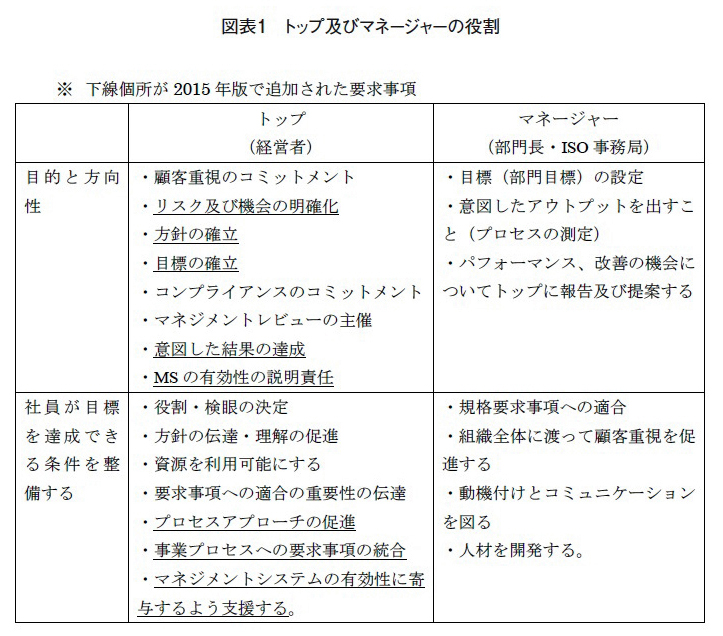 図表1 トップ及びマネージャーの役割
※ 下線個所が 2015 年版で追加された要求事項
トップ
（経営者）
マネージャー
（部門長・ISO 事務局）
目的と方向
性
・顧客重視のコミットメント
・リスク及び機会の明確化
・方針の確立
・目標の確立
・コンプライアンスのコミットメント
・マネジメントレビューの主催
・意図した結果の達成
・MS の有効性の説明責任
・目標（部門目標）の設定
・意図したアウトプットを出すこ
と（プロセスの測定）
・パフォーマンス、改善の機会に
ついてトップに報告及び提案する
社員が目標
を達成でき
る条件を整
備する
・役割・検眼の決定
・方針の伝達・理解の促進
・資源を利用可能にする
・要求事項への適合の重要性の伝達
・プロセスアプローチの促進
・事業プロセスへの要求事項の統合
・マネジメントシステムの有効性に寄
与するよう支援する。
・規格要求事項への適合
・組織全体に渡って顧客重視を促
進する
・動機付けとコミュニケーション
を図る
・人材を開発する。